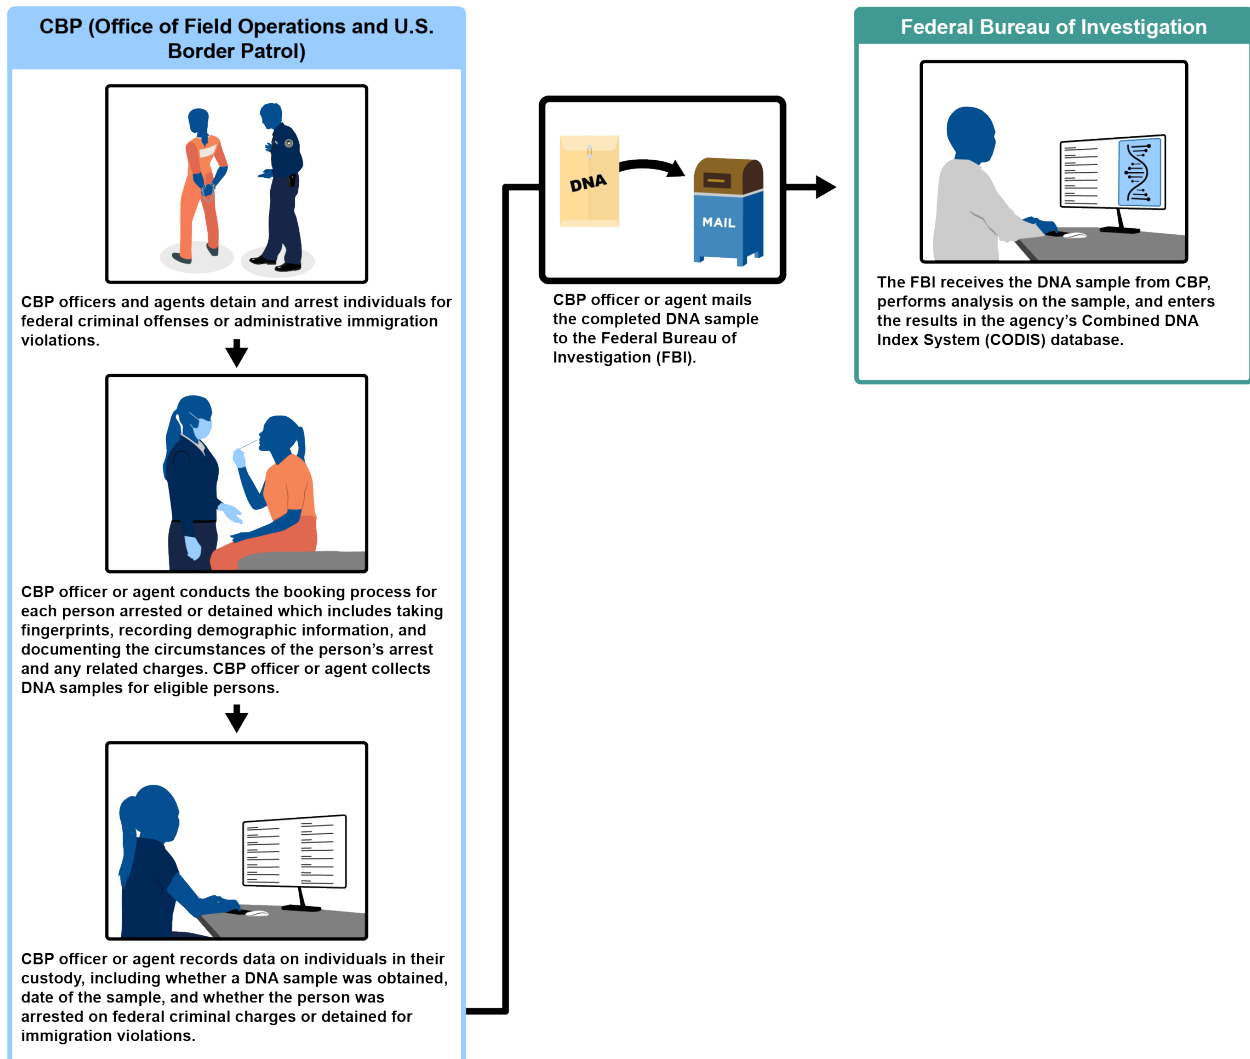 CBP (Office of Field Operations and U.S.
Border Patrol)
CBP officers and agents detain and arrest individuals for
federal criminal offenses or administrative immigration
violations.
CBP officer or agent conducts the booking process for
each person arrested or detained which includes taking
fingerprints, recording demographic information, and
documenting the circumstances of the person’s arrest
and any related charges. CBP officer or agent collects
DNA samples for eligible persons.
CBP officer or agent records data on individuals in their
custody, including whether a DNA sample was obtained,
date of the sample, and whether the person was
arrested on federal criminal charges or detained for
immigration violations.
DNA
MAIL
CBP officer or agent mails
the completed DNA sample
to the Federal Bureau of
Investigation (FBI).
Federal Bureau of Investigation
The FBI receives the DNA sample from CBP,
performs analysis on the sample, and enters
the results in the agency’s Combined DNA
Index System (CODIS) database.